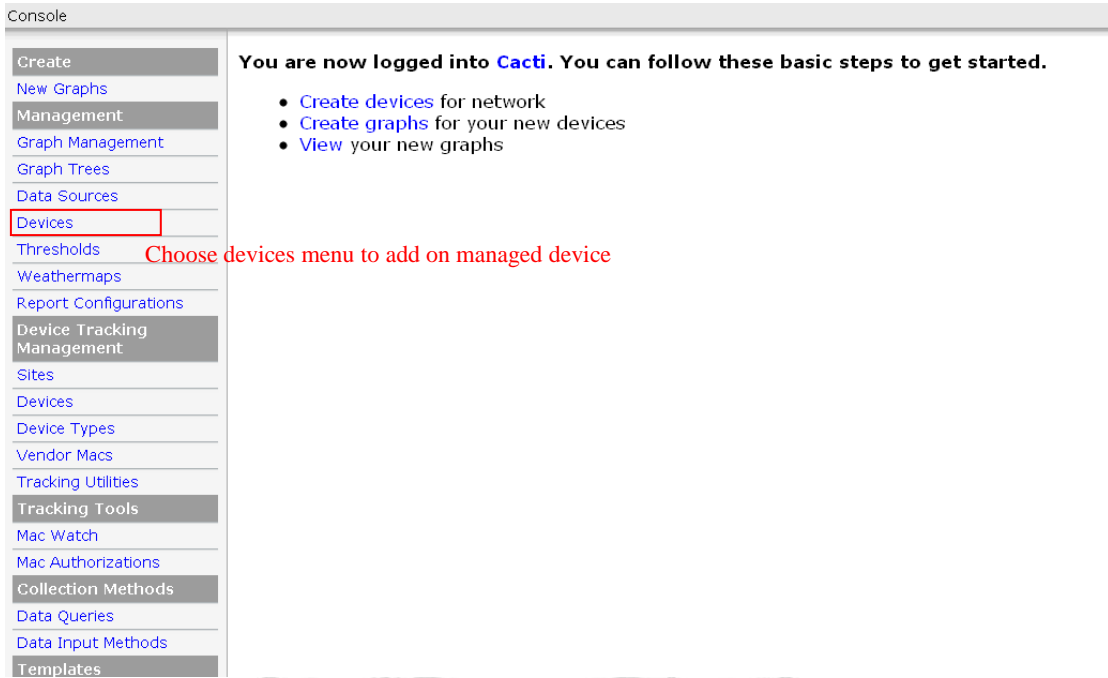 Console
Create
New Graphs
Management
Graph Management
Graph Trees
Data Sources
Devices
Thresholds
Weathermaps
Report Configurations
Device Tracking
Management
Sites
Devices
Device Types
Vendor Macs
Tracking Utilities
Tracking Tools
Mac Watch
Mac Authorizations
Collection Methods
Data Queries
Data Input Methods
Templates
You are now logged into Cacti. You can follow these basic steps to get started.
• Create devices for network
• Create graphs for your new devices
• View your new graphs
Choose devices menu to add on managed device